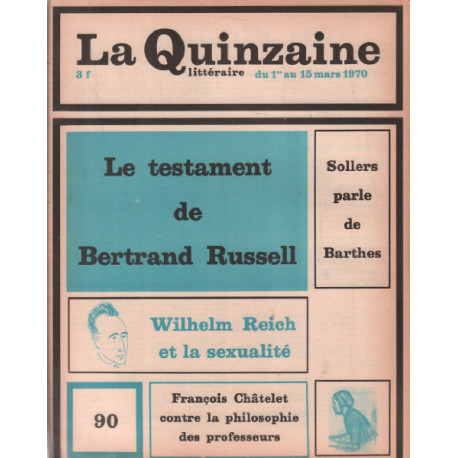 La Quinzaine
3 f littéraire du 1er au 15 mars 1970
Le testament
de
Bertrand Russell
Sollers
parle
de
Barthes
Wilhelm Reich
et la sexualité
90
François Châtelet
contre la philosophie
des professeurs